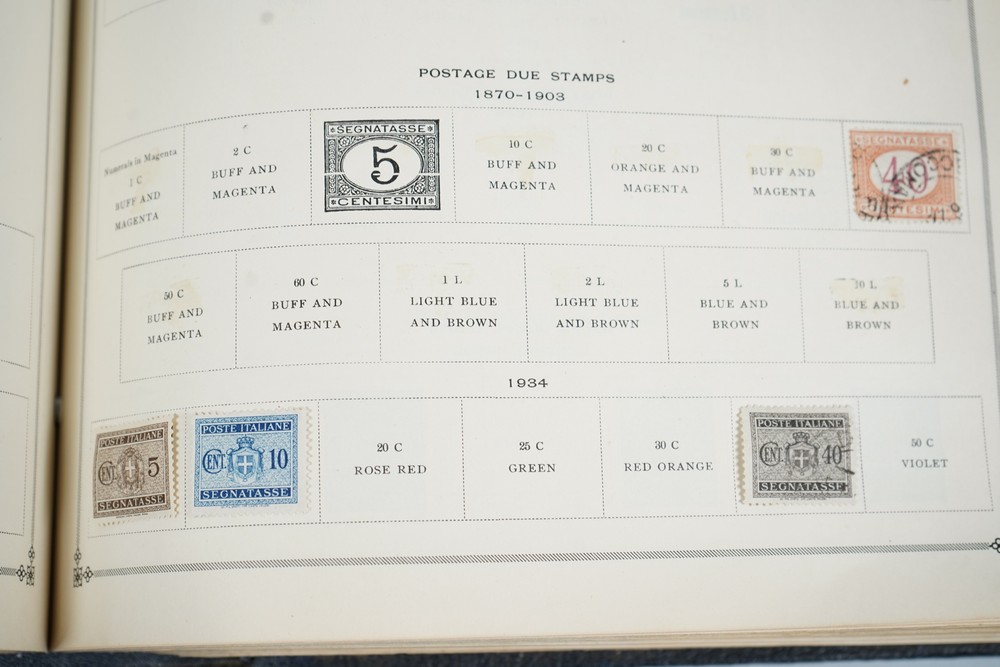 POSTAGE DUE STAMPS
1870-1903
Numerals in Magenta
1 C
BUFF AND
MAGENTA
2 C
BUFF AND
MAGENTA
SEGNATASSE
5
CENTESIMI
10 C
BUFF AND
MAGENTA
20 C
ORANGE AND
MAGENTA
30 C
BUFF AND
MAGENTA
SEGNATASSE
40
CENTESIMI
50 C
BUFF AND
MAGENTA
60 C
BUFF AND
MAGENTA
1 L
LIGHT BLUE
AND BROWN
2 L
LIGHT BLUE
AND BROWN
5 L
BLUE AND
BROWN
10 L
BLUE AND
BROWN
1934
POSTE ITALIANE
CENT. 5
SEGNATASSE
POSTE ITALIANE
CENT. 10
SEGNATASSE
20 C
ROSE RED
25 C
GREEN
30 C
RED ORANGE
POSTE ITALIANE
CENT. 40
SEGNATASSE
50 C
VIOLET